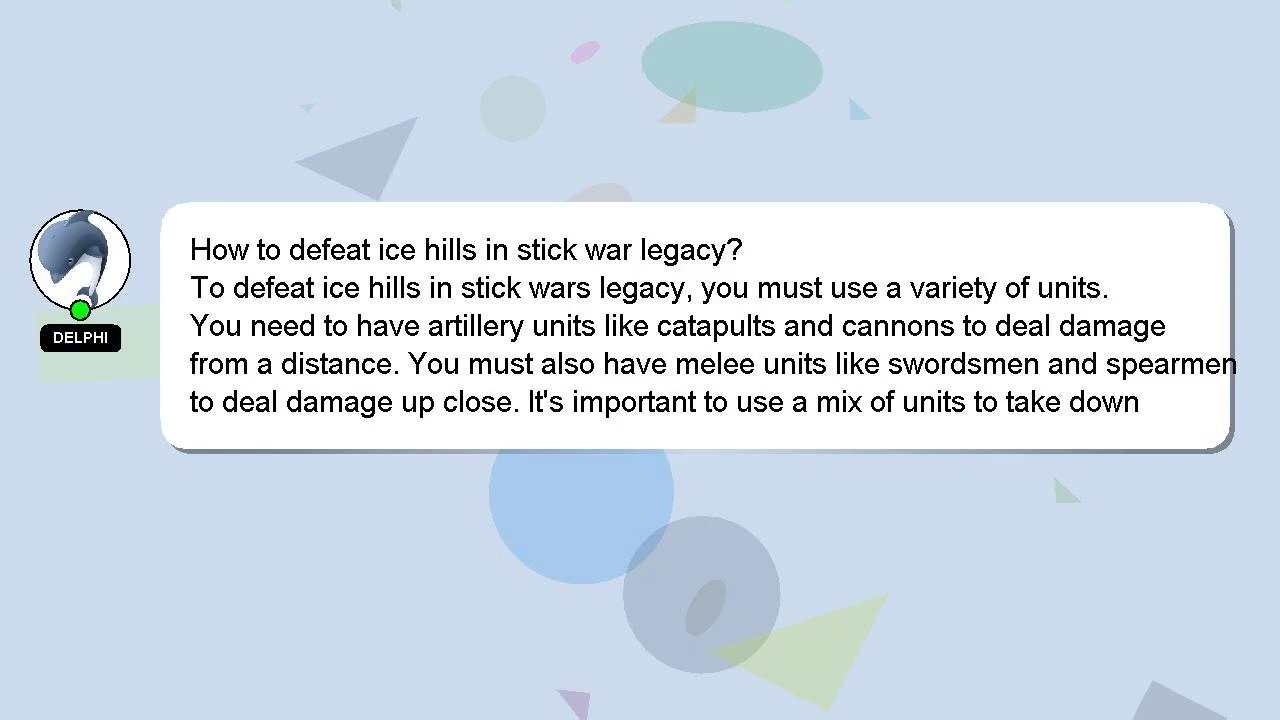 How to defeat ice hills in stick war legacy?
To defeat ice hills in stick wars legacy, you must use a variety of units.
You need to have artillery units like catapults and cannons to deal damage
from a distance. You must also have melee units like swordsmen and spearmen
to deal damage up close. It's important to use a mix of units to take down
DELPHI